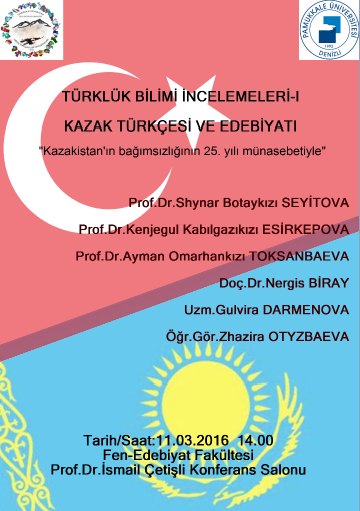 PAMUKKALE ÜNİVERSİTESİ
1992
DENİZLİ
TÜRKLÜK BİLİMİ İNCELEMELERİ-I
KAZAK TÜRKÇESİ VE EDEBİYATI
"Kazakistan'ın bağımsızlığının 25. yılı münasebetiyle"
Prof.Dr.Shynar Botaykızı SEYİTOVA
Prof.Dr.Kenjegul Kabılgazıkızı ESİRKEPOVA
Prof.Dr.Ayman Omarhankızı TOKSANBAEVA
Doç.Dr.Nergis BİRAY
Uzm.Gulvira DARMENOVA
Öğr.Gör.Zhazira OTYZBAEVA
Tarih/Saat:11.03.2016 14.00
Fen-Edebiyat Fakültesi
Prof.Dr.İsmail Çetişli Konferans Salonu